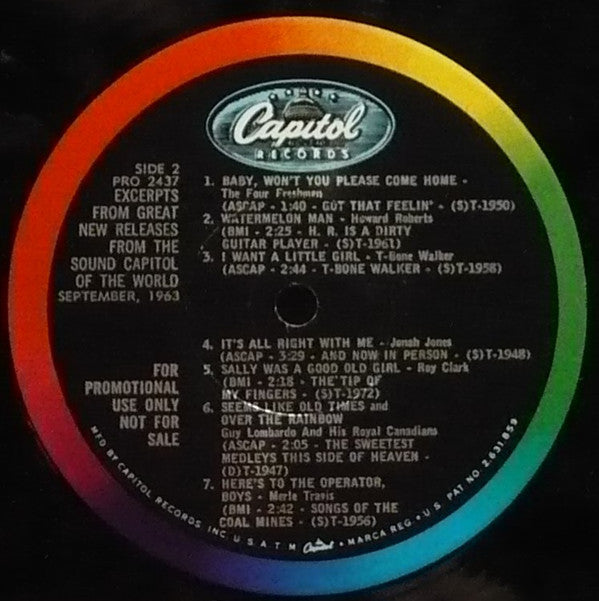 Capitol
RECORDS
SIDE 2
PRO 2437
EXCERPTS
FROM GREAT
NEW RELEASES
FROM THE
SOUND CAPITOL
OF THE WORLD
SEPTEMBER, 1963
FOR
PROMOTIONAL
USE ONLY
NOT FOR
SALE
1. BABY, WON'T YOU PLEASE COME HOME -
The Four Freshmen
(ASCAP - 1:40 - GOT THAT FEELIN' - (S)T-1950)
2. WATERMELON MAN - Howard Roberts
(BMI - 2:25 - H. R. IS A DIRTY
GUITAR PLAYER - (S)T-1961)
3. I WANT A LITTLE GIRL - T-Bone Walker
(ASCAP - 2:44 - T-BONE WALKER - (S)T-1958)
4. IT'S ALL RIGHT WITH ME - Jonah Jones
(ASCAP - 3:29 - AND NOW IN PERSON - (S)T-1948)
5. SALLY WAS A GOOD OLD GIRL - Roy Clark
(BMI - 2:18 - THE TIP OF
MY FINGERS - (S)T-1972)
6. SEEMS LIKE OLD TIMES and
OVER THE RAINBOW
Guy Lombardo And His Royal Canadians
(ASCAP - 2:05 - THE SWEETEST
MEDLEYS THIS SIDE OF HEAVEN -
(D)T-1947)
7. HERE'S TO THE OPERATOR,
BOYS - Merle Travis
(BMI - 2:42 - SONGS OF THE
COAL MINES - (S)T-1956)
MFD BY CAPITOL RECORDS, INC. U.S.A. T M Capitol • MARCA REG. • U.S. PAT. NO. 2,631,859